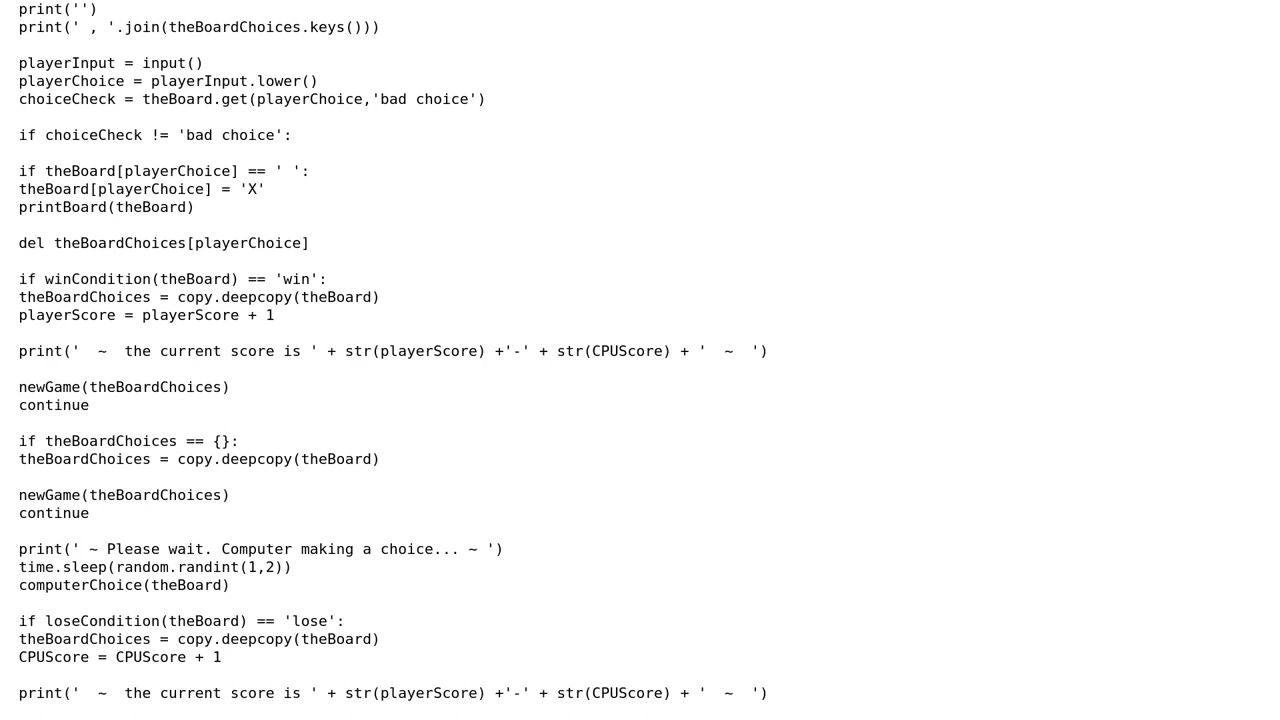 print('')
print(' , '.join(theBoardChoices.keys()))
playerInput = input()
playerChoice = playerInput.lower()
choiceCheck = theBoard.get(playerChoice,'bad choice')
if choiceCheck != 'bad choice':
if theBoard[playerChoice] == ' ':
theBoard[playerChoice] = 'X'
printBoard(theBoard)
del theBoardChoices[playerChoice]
if winCondition(theBoard) == 'win':
theBoardChoices = copy.deepcopy(theBoard)
playerScore = playerScore + 1
print('  ~  the current score is ' + str(playerScore) +'-' + str(CPUScore) + '  ~  ')
newGame(theBoardChoices)
continue
if theBoardChoices == {}:
theBoardChoices = copy.deepcopy(theBoard)
newGame(theBoardChoices)
continue
print(' ~ Please wait. Computer making a choice... ~ ')
time.sleep(random.randint(1,2))
computerChoice(theBoard)
if loseCondition(theBoard) == 'lose':
theBoardChoices = copy.deepcopy(theBoard)
CPUScore = CPUScore + 1
print('  ~  the current score is ' + str(playerScore) +'-' + str(CPUScore) + '  ~  ')